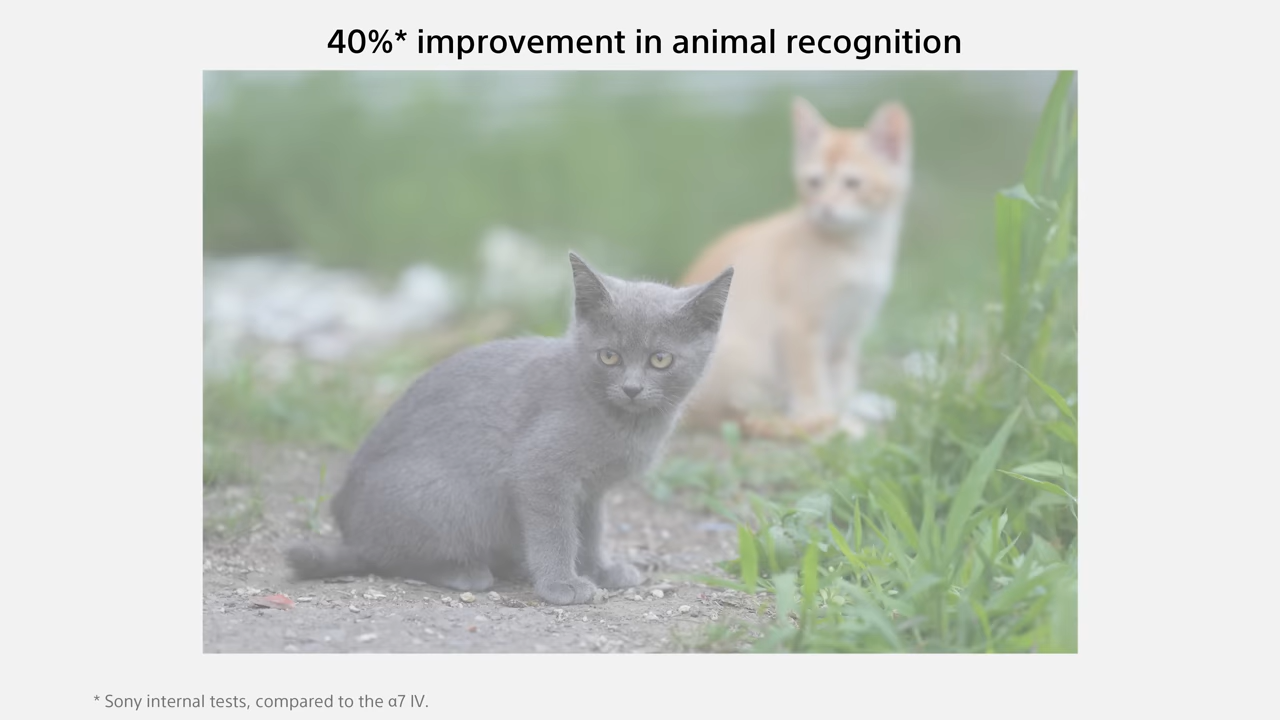 40%* improvement in animal recognition
* Sony internal tests, compared to the α7 IV.